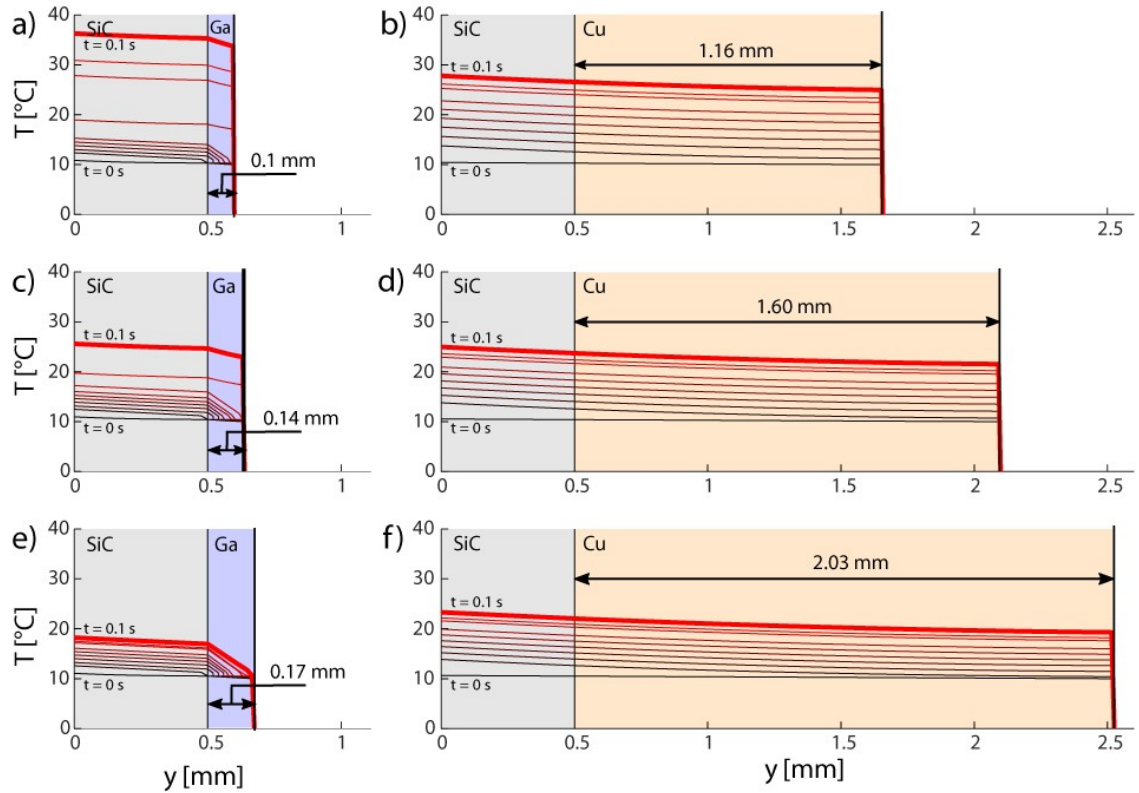 a)
b)
T [°C]
40
30
20
10
0
SiC
Ga
t = 0.1 s
t = 0 s
0.1 mm
0
0.5
1
40
30
20
10
0
SiC
Cu
1.16 mm
t = 0.1 s
t = 0 s
0
0.5
1
1.5
2
2.5
c)
d)
T [°C]
40
30
20
10
0
SiC
Ga
t = 0.1 s
t = 0 s
0.14 mm
0
0.5
1
40
30
20
10
0
SiC
Cu
1.60 mm
t = 0.1 s
t = 0 s
0
0.5
1
1.5
2
2.5
e)
f)
T [°C]
40
30
20
10
0
SiC
Ga
t = 0.1 s
t = 0 s
0.17 mm
0
0.5
1
y [mm]
40
30
20
10
0
SiC
Cu
2.03 mm
t = 0.1 s
t = 0 s
0
0.5
1
1.5
2
2.5
y [mm]